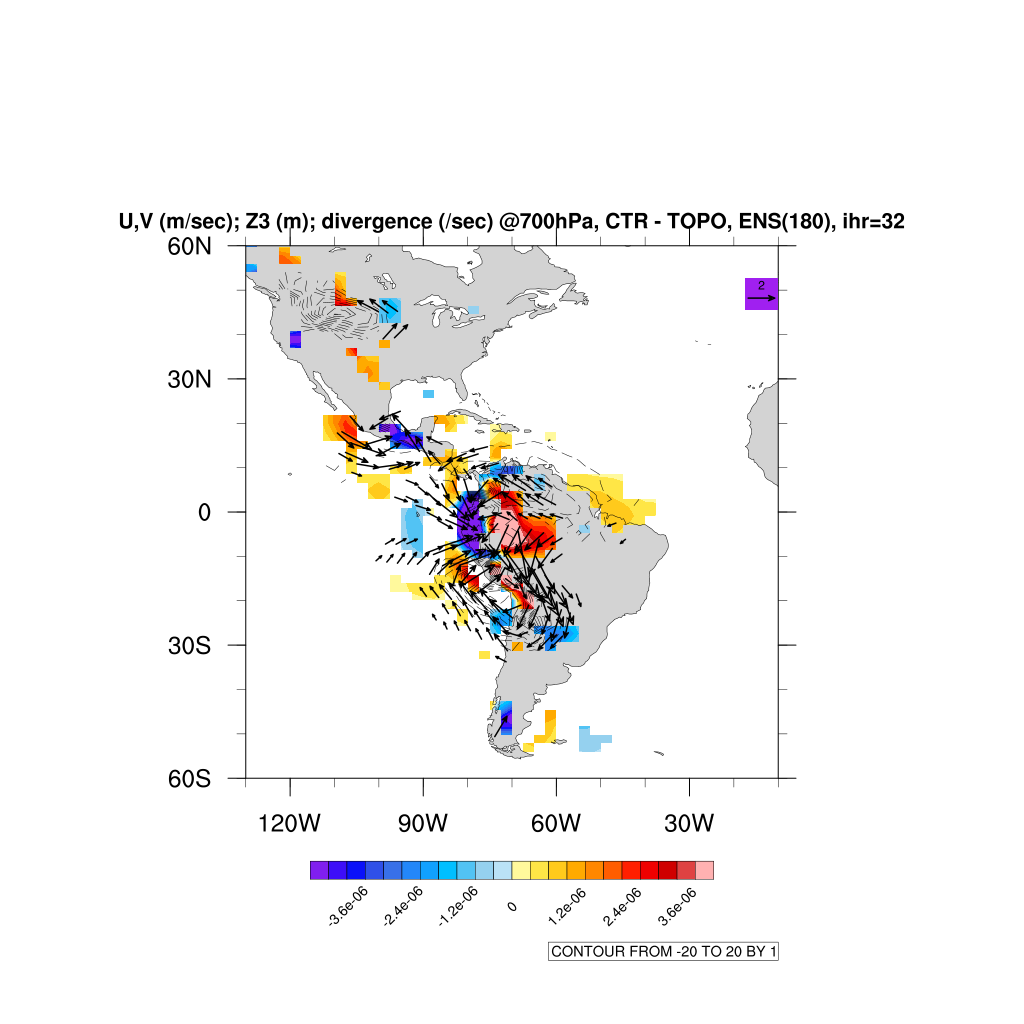 U,V (m/sec); Z3 (m); divergence (/sec) @700hPa, CTR - TOPO, ENS(180), ihr=32
60N
2
30N
0
30S
60S
120W 90W 60W 30W
-3.6e-06 -2.4e-06 -1.2e-06 0 1.2e-06 2.4e-06 3.6e-06
CONTOUR FROM -20 TO 20 BY 1